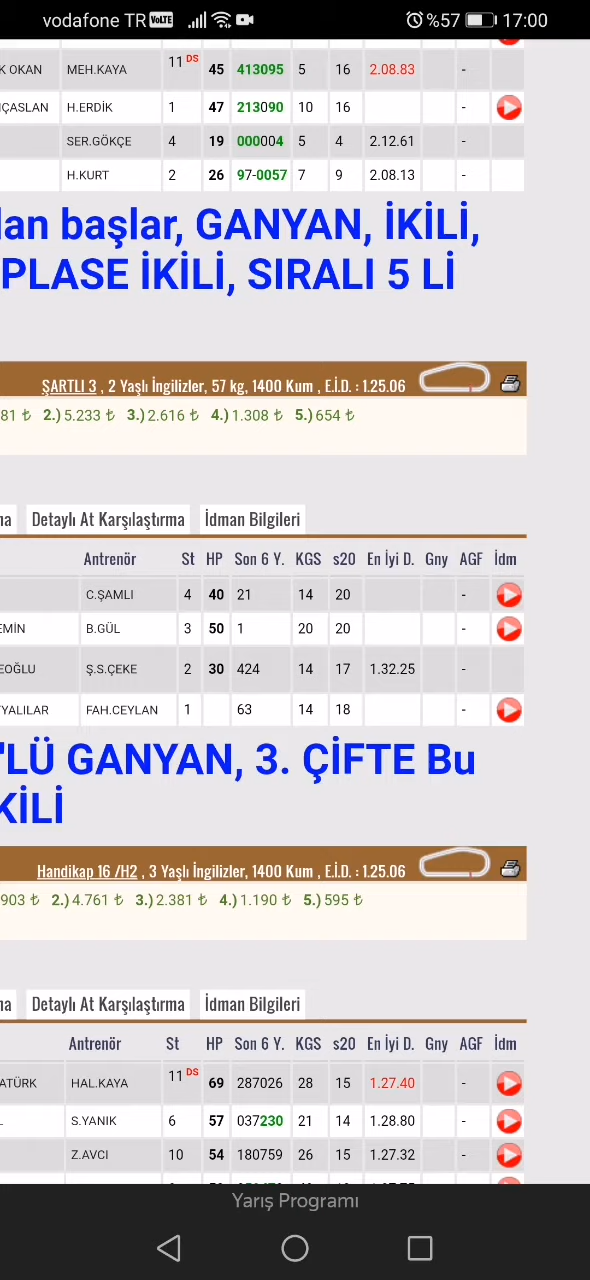 vodafone TR VoLTE %57 17:00
K OKAN MEH.KAYA 11 DS 45 413095 5 16 2.08.83 -
ÇASLAN H.ERDİK 1 47 213090 10 16 -
SER.GÖKÇE 4 19 000004 5 4 2.12.61 -
H.KURT 2 26 97-0057 7 9 2.08.13 -
lan başlar, GANYAN, İKİLİ,
PLASE İKİLİ, SIRALI 5 Lİ
ŞARTLI 3 , 2 Yaşlı İngilizler, 57 kg, 1400 Kum , E.İ.D. : 1.25.06
81 ₺ 2.) 5.233 ₺ 3.) 2.616 ₺ 4.) 1.308 ₺ 5.) 654 ₺
na Detaylı At Karşılaştırma İdman Bilgileri
Antrenör St HP Son 6 Y. KGS s20 En İyi D. Gny AGF İdm
C.ŞAMLI 4 40 21 14 20 -
EMİN B.GÜL 3 50 1 20 20 -
EOĞLU Ş.S.ÇEKE 2 30 424 14 17 1.32.25 -
YALILAR FAH.CEYLAN 1 63 14 18 -
'LÜ GANYAN, 3. ÇİFTE Bu
KİLİ
Handikap 16 /H2 , 3 Yaşlı İngilizler, 1400 Kum , E.İ.D. : 1.25.06
903 ₺ 2.) 4.761 ₺ 3.) 2.381 ₺ 4.) 1.190 ₺ 5.) 595 ₺
na Detaylı At Karşılaştırma İdman Bilgileri
Antrenör St HP Son 6 Y. KGS s20 En İyi D. Gny AGF İdm
ATÜRK HAL.KAYA 11 DS 69 287026 28 15 1.27.40 -
S.YANIK 6 57 037230 21 14 1.28.80 -
Z.AVCI 10 54 180759 26 15 1.27.32 -
Yarış Programı